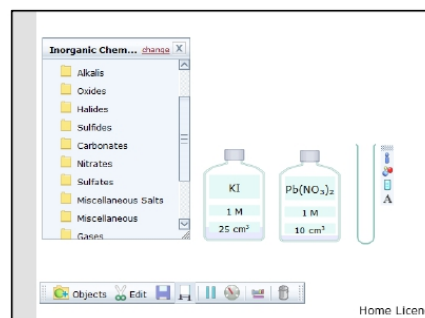 Inorganic Chem... change X
Alkalis
Oxides
Halides
Sulfides
Carbonates
Nitrates
Sulfates
Miscellaneous Salts
Miscellaneous
Gases
KI
1 M
25 cm³
Pb(NO₃)₂
1 M
10 cm³
A
Objects Edit
Home Licen